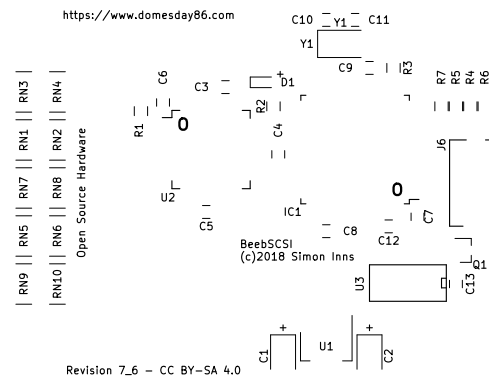 https://www.domesday86.com
C10
Y1
C11
Y1
C9
R3
C6
C3
D1
+
R7
R5
R4
R6
RN3
RN4
R2
RN1
RN2
R1
O
C4
J6
Open Source Hardware
RN7
RN8
U2
O
IC1
C5
C7
RN5
RN6
C8
C12
BeebSCSI
(c)2018 Simon Inns
Q1
RN9
RN10
U3
C13
+
+
C1
U1
C2
Revision 7_6 - CC BY-SA 4.0